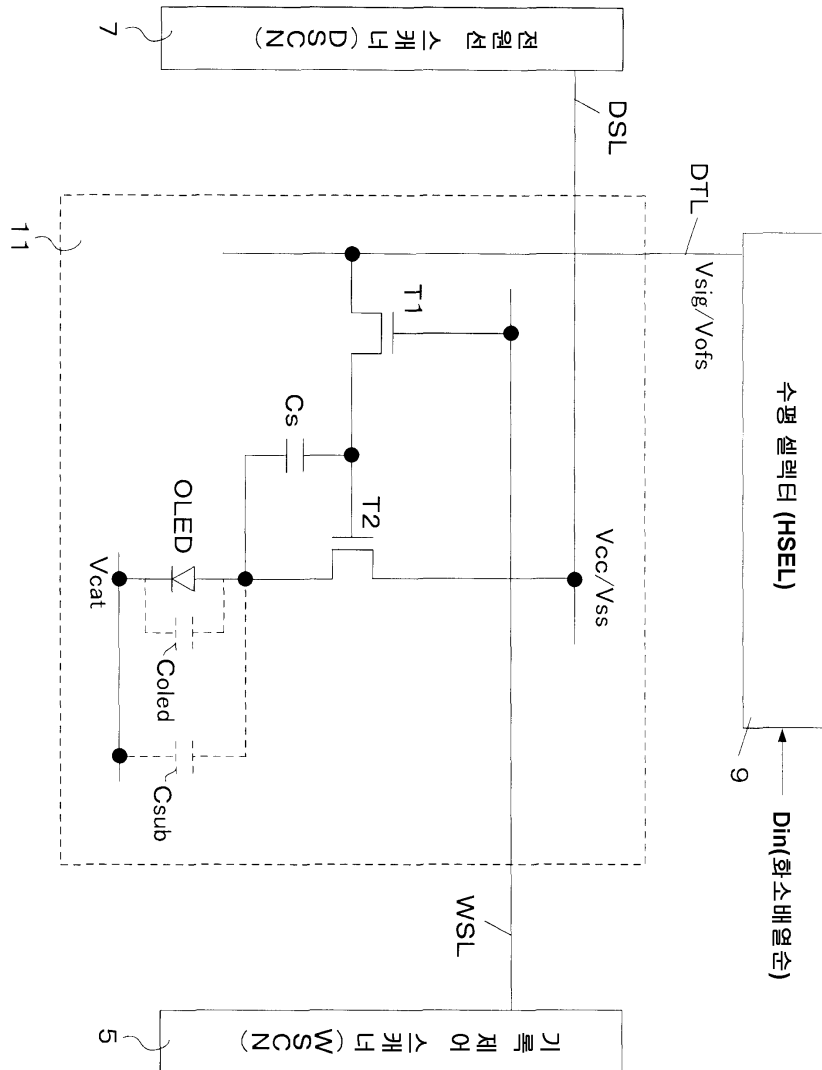 수평 셀렉터 (HSEL)
9
Din(화소배열순)
DTL
Vsig/Vofs
전원선 스캐너(DSCN)
7
DSL
Vcc/Vss
WSL
기록제어 스캐너(WSCN)
5
11
T1
Cs
T2
OLED
Vcat
Coled
Csub